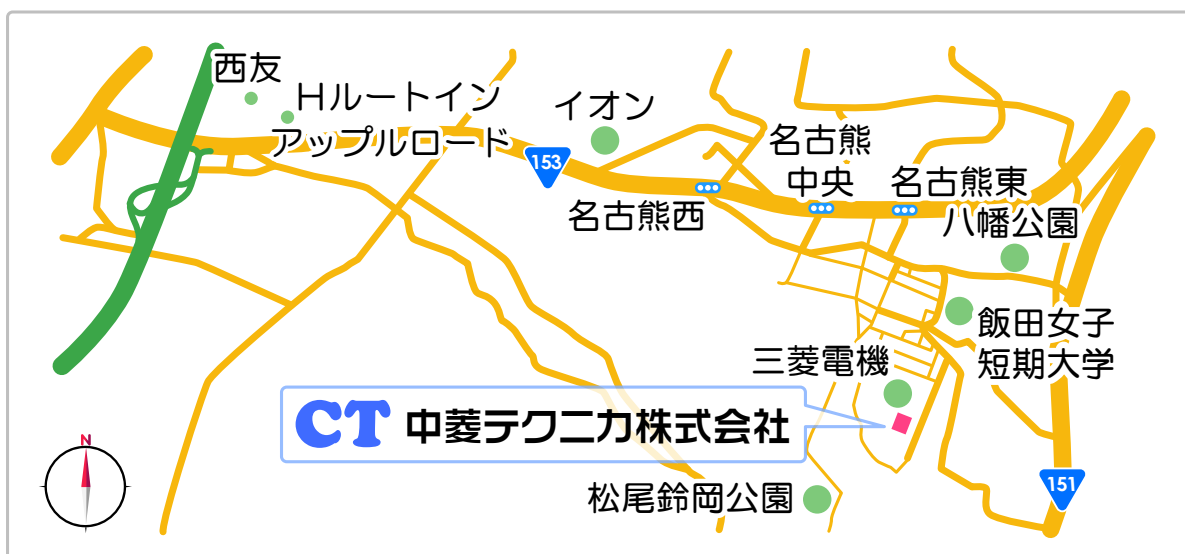 西友
Hルートイン
アップルロード
イオン
153
名古熊
中央
名古熊東
名古熊西
八幡公園
飯田女子
短期大学
三菱電機
CT 中菱テクニカ株式会社
松尾鈴岡公園
151
N